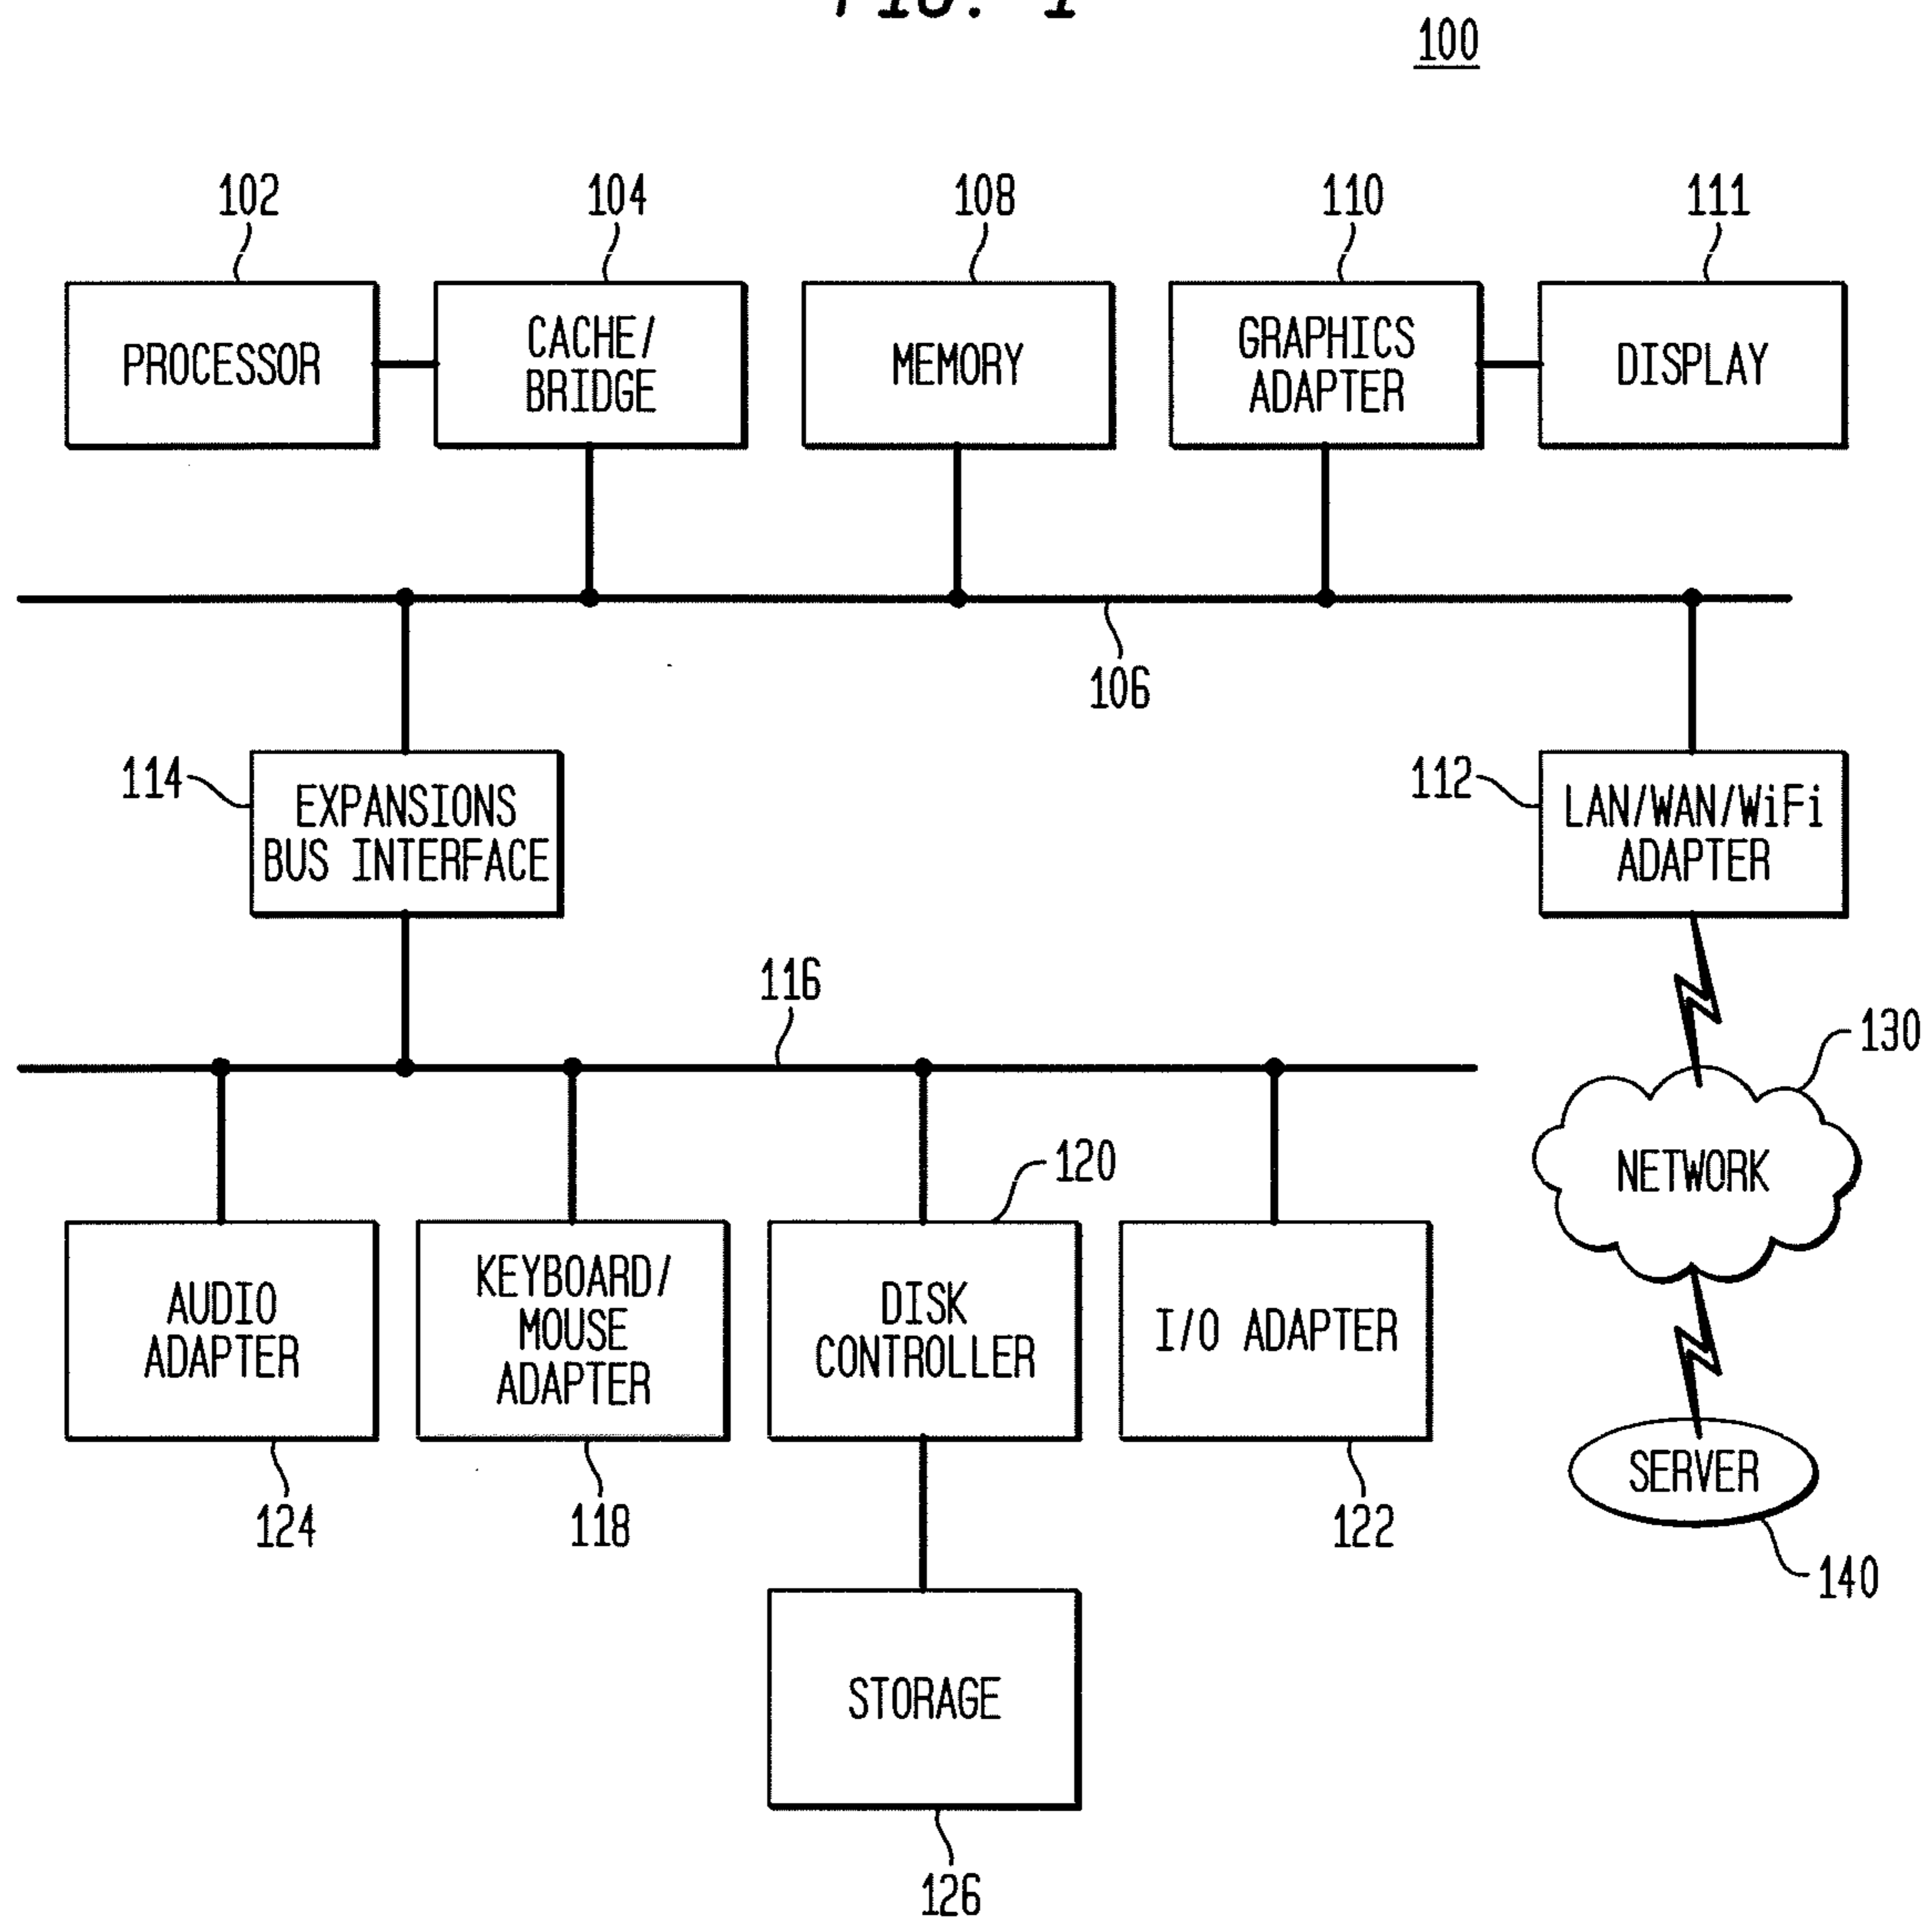 FIG. 1
100
102
104
108
110
111
PROCESSOR
CACHE/
BRIDGE
MEMORY
GRAPHICS
ADAPTER
DISPLAY
106
114
EXPANSIONS
BUS INTERFACE
112
LAN/WAN/WiFi
ADAPTER
116
130
NETWORK
120
AUDIO
ADAPTER
KEYBOARD/
MOUSE
ADAPTER
DISK
CONTROLLER
I/O ADAPTER
124
118
122
SERVER
140
STORAGE
126